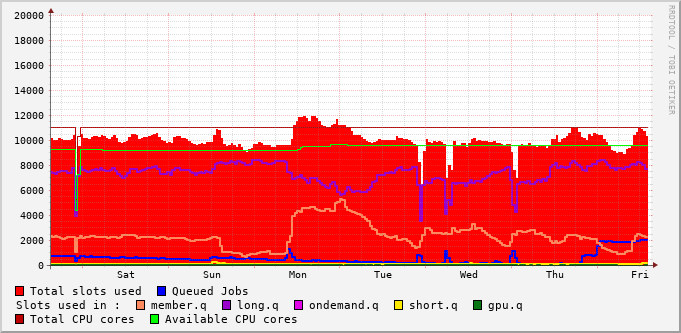 RRDTOOL / TOBI OETIKER
20000
18000
16000
14000
12000
10000
8000
6000
4000
2000
0
Sat Sun Mon Tue Wed Thu Fri
Total slots used Queued Jobs
Slots used in : member.q long.q ondemand.q short.q gpu.q
Total CPU cores Available CPU cores